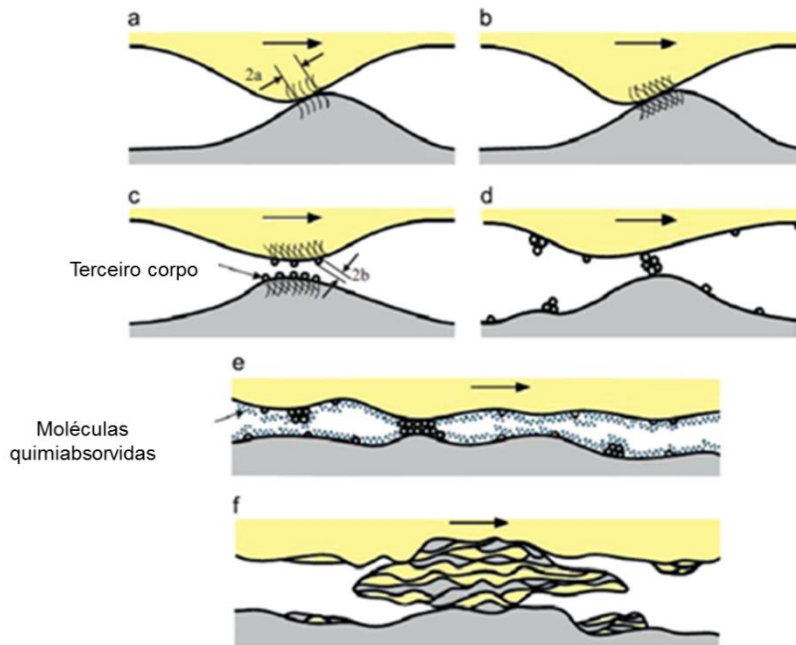 a
b
2a
c
d
Terceiro corpo
2b
e
Moléculas
quimiabsorvidas
f